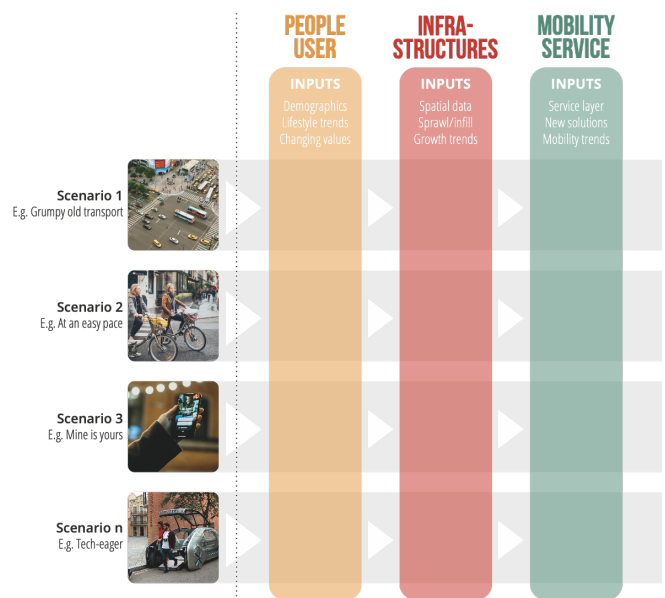 PEOPLE
USER
INFRA-
STRUCTURES
MOBILITY
SERVICE
INPUTS
Demographics
Lifestyle trends
Changing values
INPUTS
Spatial data
Sprawl/infill
Growth trends
INPUTS
Service layer
New solutions
Mobility trends
Scenario 1
E.g. Grumpy old transport
Scenario 2
E.g. At an easy pace
Scenario 3
E.g. Mine is yours
Scenario n
E.g. Tech-eager